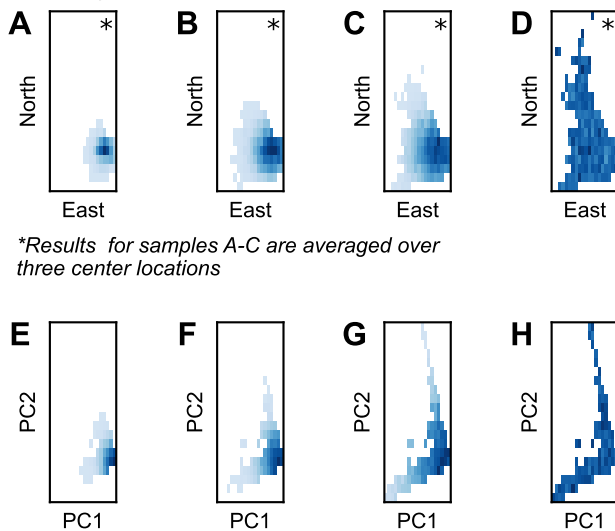 A * B * C * D *
North North North North
East East East East
*Results for samples A-C are averaged over
three center locations
E F G H
PC2 PC2 PC2 PC2
PC1 PC1 PC1 PC1